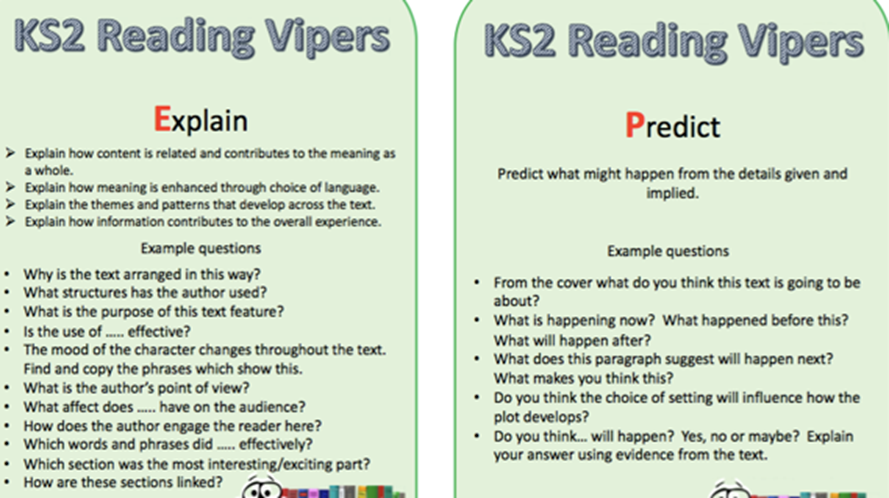 KS2 Reading Vipers
Explain
➢ Explain how content is related and contributes to the meaning as
a whole.
➢ Explain how meaning is enhanced through choice of language.
➢ Explain the themes and patterns that develop across the text.
➢ Explain how information contributes to the overall experience.
Example questions
• Why is the text arranged in this way?
• What structures has the author used?
• What is the purpose of this text feature?
• Is the use of ..... effective?
• The mood of the character changes throughout the text.
Find and copy the phrases which show this.
• What is the author's point of view?
• What affect does ..... have on the audience?
• How does the author engage the reader here?
• Which words and phrases did ..... effectively?
• Which section was the most interesting/exciting part?
• How are these sections linked?
KS2 Reading Vipers
Predict
Predict what might happen from the details given and
implied.
Example questions
• From the cover what do you think this text is going to be
about?
• What is happening now?  What happened before this?
What will happen after?
• What does this paragraph suggest will happen next?
What makes you think this?
• Do you think the choice of setting will influence how the
plot develops?
• Do you think... will happen?  Yes, no or maybe?  Explain
your answer using evidence from the text.